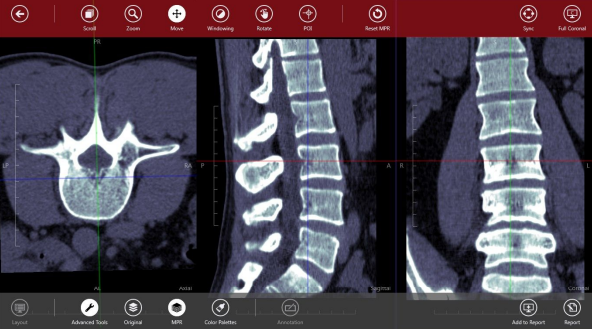 Scroll
Zoom
Move
Windowing
Rotate
POI
Reset MPR
Sync
Full Coronal
PR
LP
RA
P
A
R
L
Axial
Sagittal
Layout
Advanced Tools
Original
MPR
Color Palettes
Annotation
Add to Report
Report